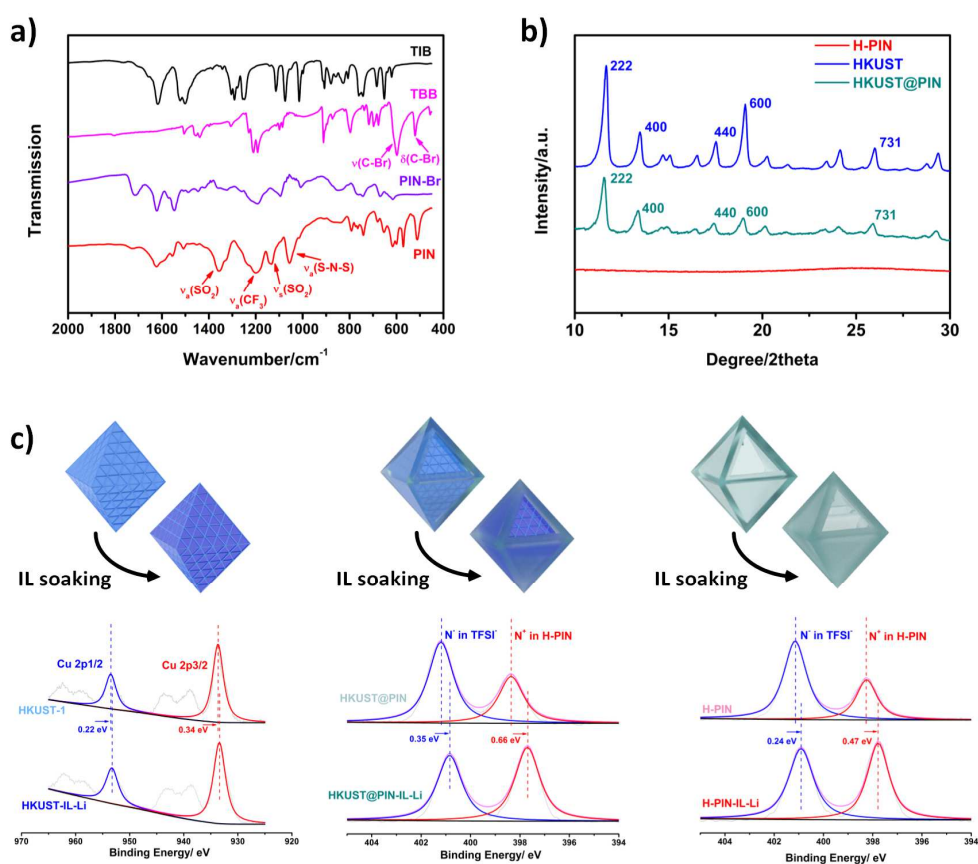 a)
TIB
TBB
ν(C-Br)
δ(C-Br)
PIN-Br
PIN
νa(S-N-S)
νa(SO2)
νa(CF3)
νs(SO2)
Transmission
2000 1800 1600 1400 1200 1000 800 600 400
Wavenumber/cm-1
b)
H-PIN
HKUST
HKUST@PIN
222
400
440
600
731
222
400
440
600
731
Intensity/a.u.
10 15 20 25 30
Degree/2theta
c)
IL soaking
IL soaking
IL soaking
Cu 2p1/2
Cu 2p3/2
HKUST-1
0.22 eV
0.34 eV
HKUST-IL-Li
970 960 950 940 930 920
Binding Energy/ eV
N- in TFSI-
N+ in H-PIN
HKUST@PIN
0.35 eV
0.66 eV
HKUST@PIN-IL-Li
406 404 402 400 398 396 394
Binding Energy/ eV
N- in TFSI-
N+ in H-PIN
H-PIN
0.24 eV
0.47 eV
H-PIN-IL-Li
404 402 400 398 396 394
Binding Energy/ eV